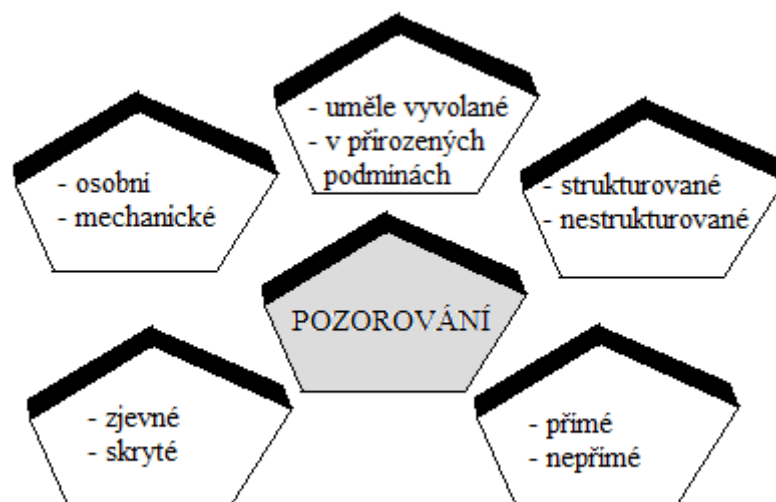 - uměle vyvolané
- v přirozených
podmínách
- osobní
- mechanické
- strukturované
- nestrukturované
POZOROVÁNÍ
- zjevné
- skryté
- přímé
- nepřímé